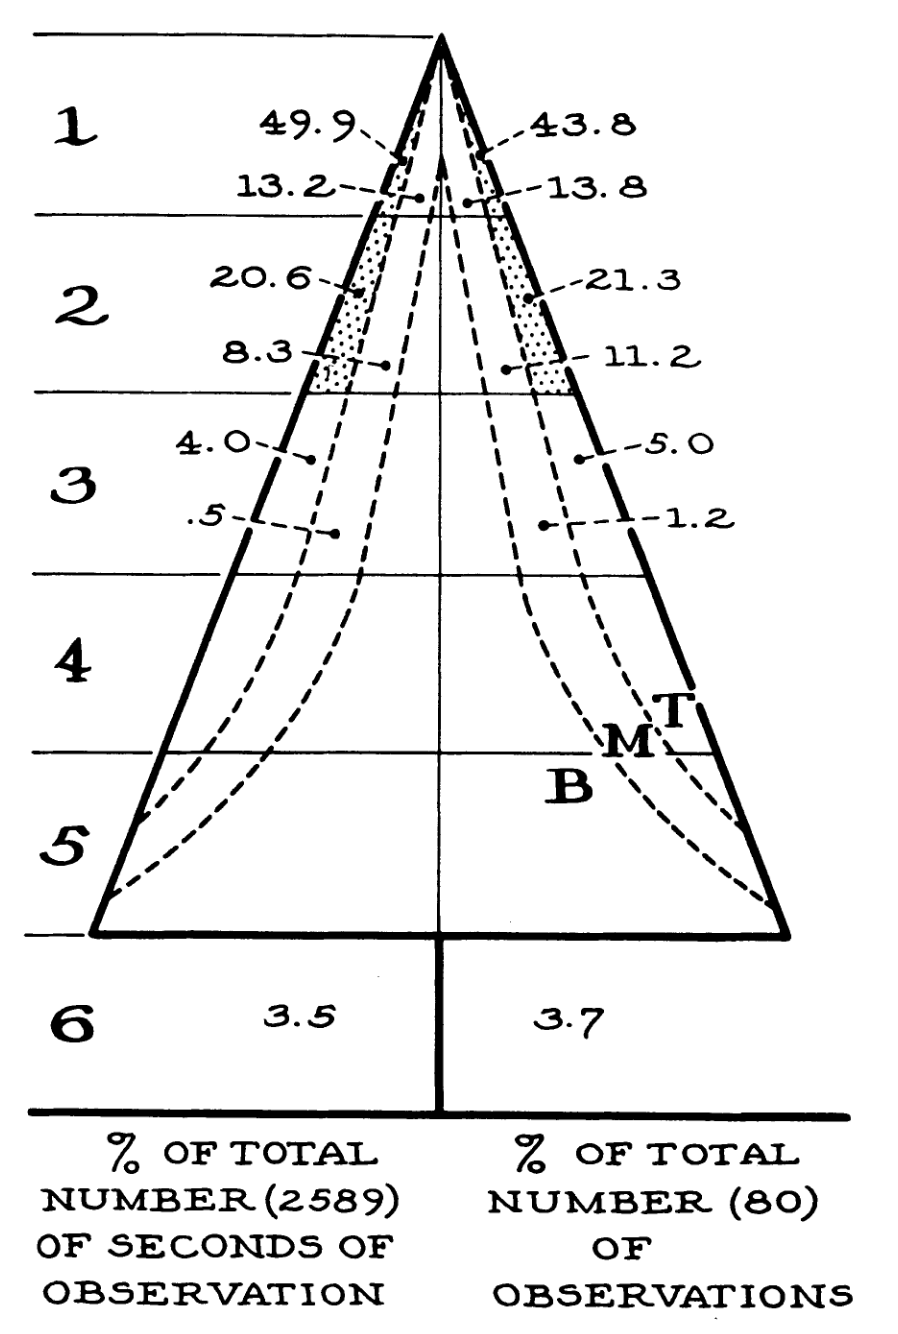 1
49.9
43.8
13.2
13.8
2
20.6
21.3
8.3
11.2
3
4.0
5.0
.5
1.2
4
T
M
B
5
6
3.5
3.7
% OF TOTAL
NUMBER (2589)
OF SECONDS OF
OBSERVATION
% OF TOTAL
NUMBER (80)
OF
OBSERVATIONS